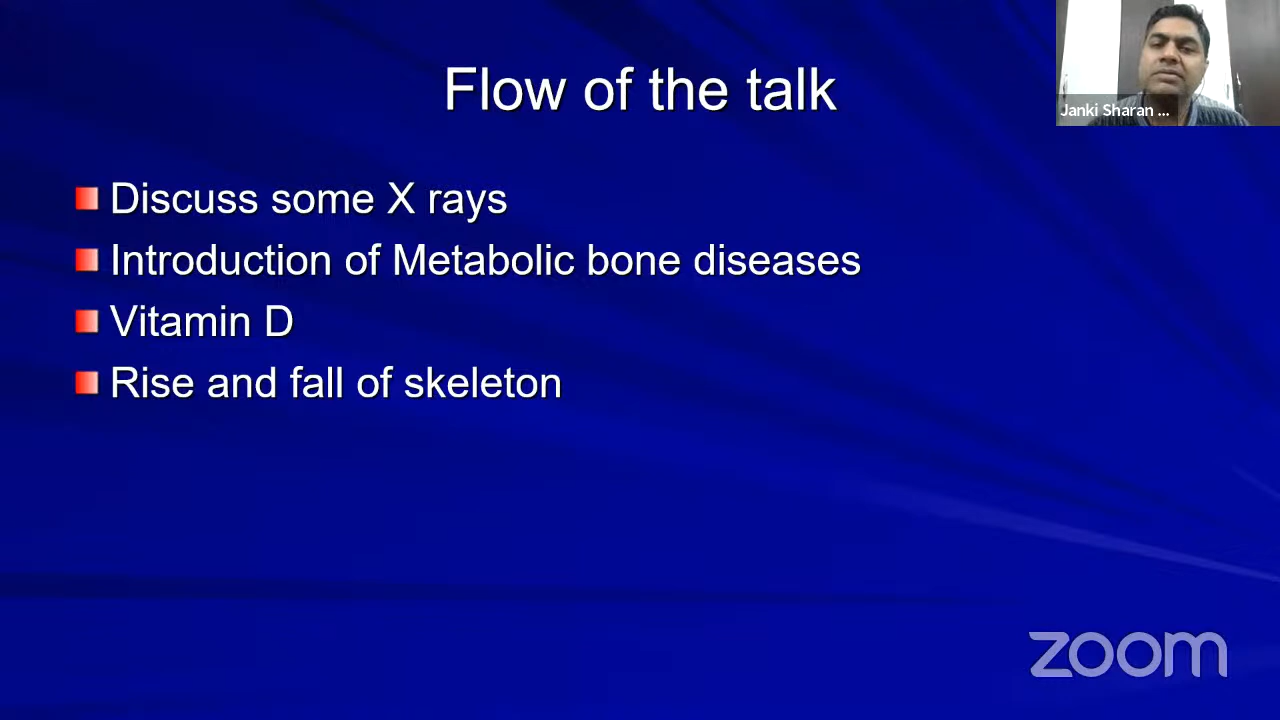 Flow of the talk
Janki Sharan ...
Discuss some X rays
Introduction of Metabolic bone diseases
Vitamin D
Rise and fall of skeleton
zoom